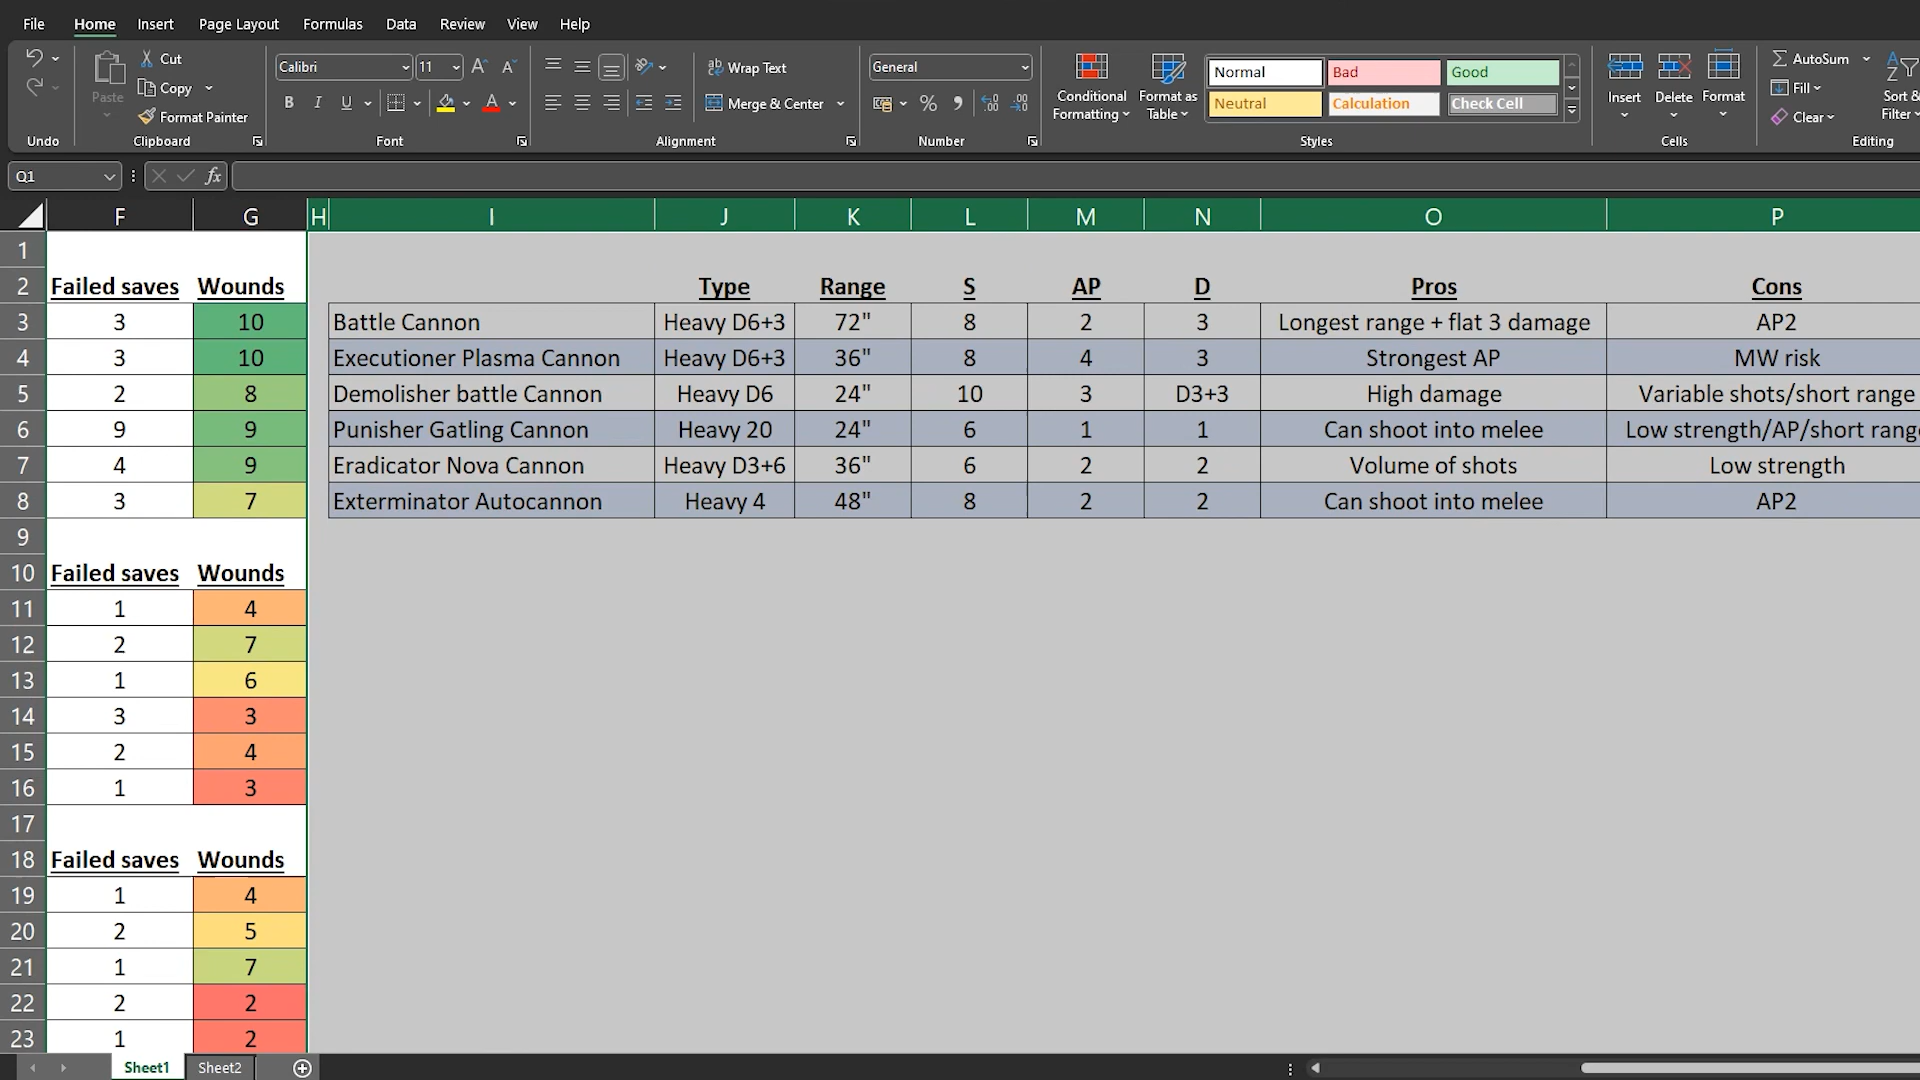 File Home Insert Page Layout Formulas Data Review View Help
Cut
Copy
Format Painter
Paste
Calibri 11
B I U
Wrap Text
Merge & Center
General
Conditional Formatting
Format as Table
Normal Bad Good
Neutral Calculation Check Cell
Insert Delete Format
AutoSum
Fill
Clear
Sort &
Filter
Undo Clipboard Font Alignment Number Styles Cells Editing
Q1 fx
F G H I J K L M N O P
1
2 Failed saves Wounds Type Range S AP D Pros Cons
3 3 10 Battle Cannon Heavy D6+3 72" 8 2 3 Longest range + flat 3 damage AP2
4 3 10 Executioner Plasma Cannon Heavy D6+3 36" 8 4 3 Strongest AP MW risk
5 2 8 Demolisher battle Cannon Heavy D6 24" 10 3 D3+3 High damage Variable shots/short range
6 9 9 Punisher Gatling Cannon Heavy 20 24" 6 1 1 Can shoot into melee Low strength/AP/short range
7 4 9 Eradicator Nova Cannon Heavy D3+6 36" 6 2 2 Volume of shots Low strength
8 3 7 Exterminator Autocannon Heavy 4 48" 8 2 2 Can shoot into melee AP2
9
10 Failed saves Wounds
11 1 4
12 2 7
13 1 6
14 3 3
15 2 4
16 1 3
17
18 Failed saves Wounds
19 1 4
20 2 5
21 1 7
22 2 2
23 1 2
Sheet1 Sheet2